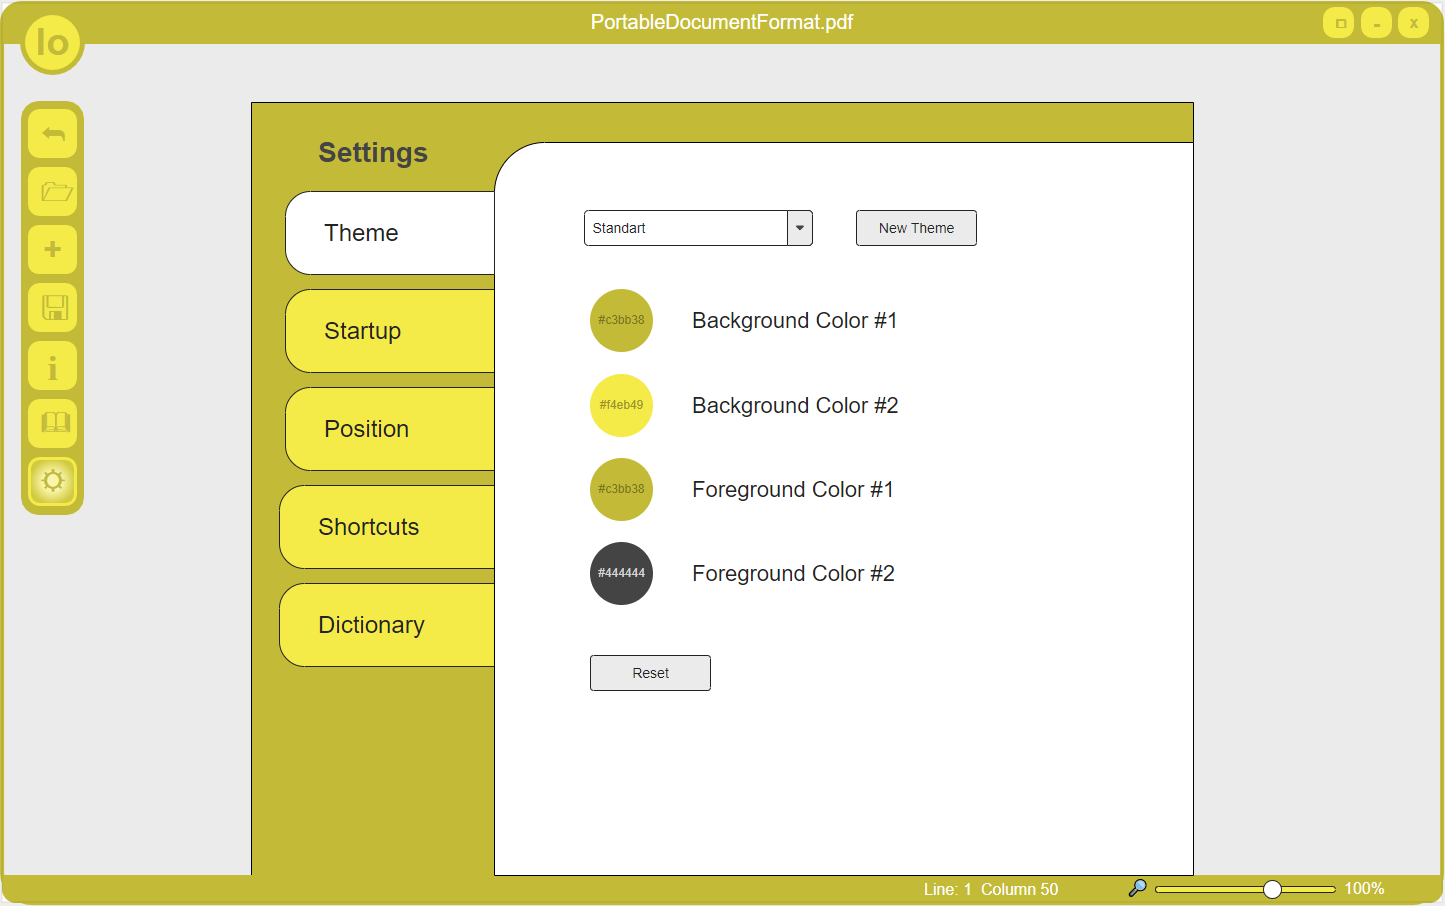 PortableDocumentFormat.pdf
lo
- x
Settings
Theme
Startup
Position
Shortcuts
Dictionary
Standart
New Theme
#c3bb38 Background Color #1
#f4eb49 Background Color #2
#c3bb38 Foreground Color #1
#444444 Foreground Color #2
Reset
Line: 1 Column 50
100%